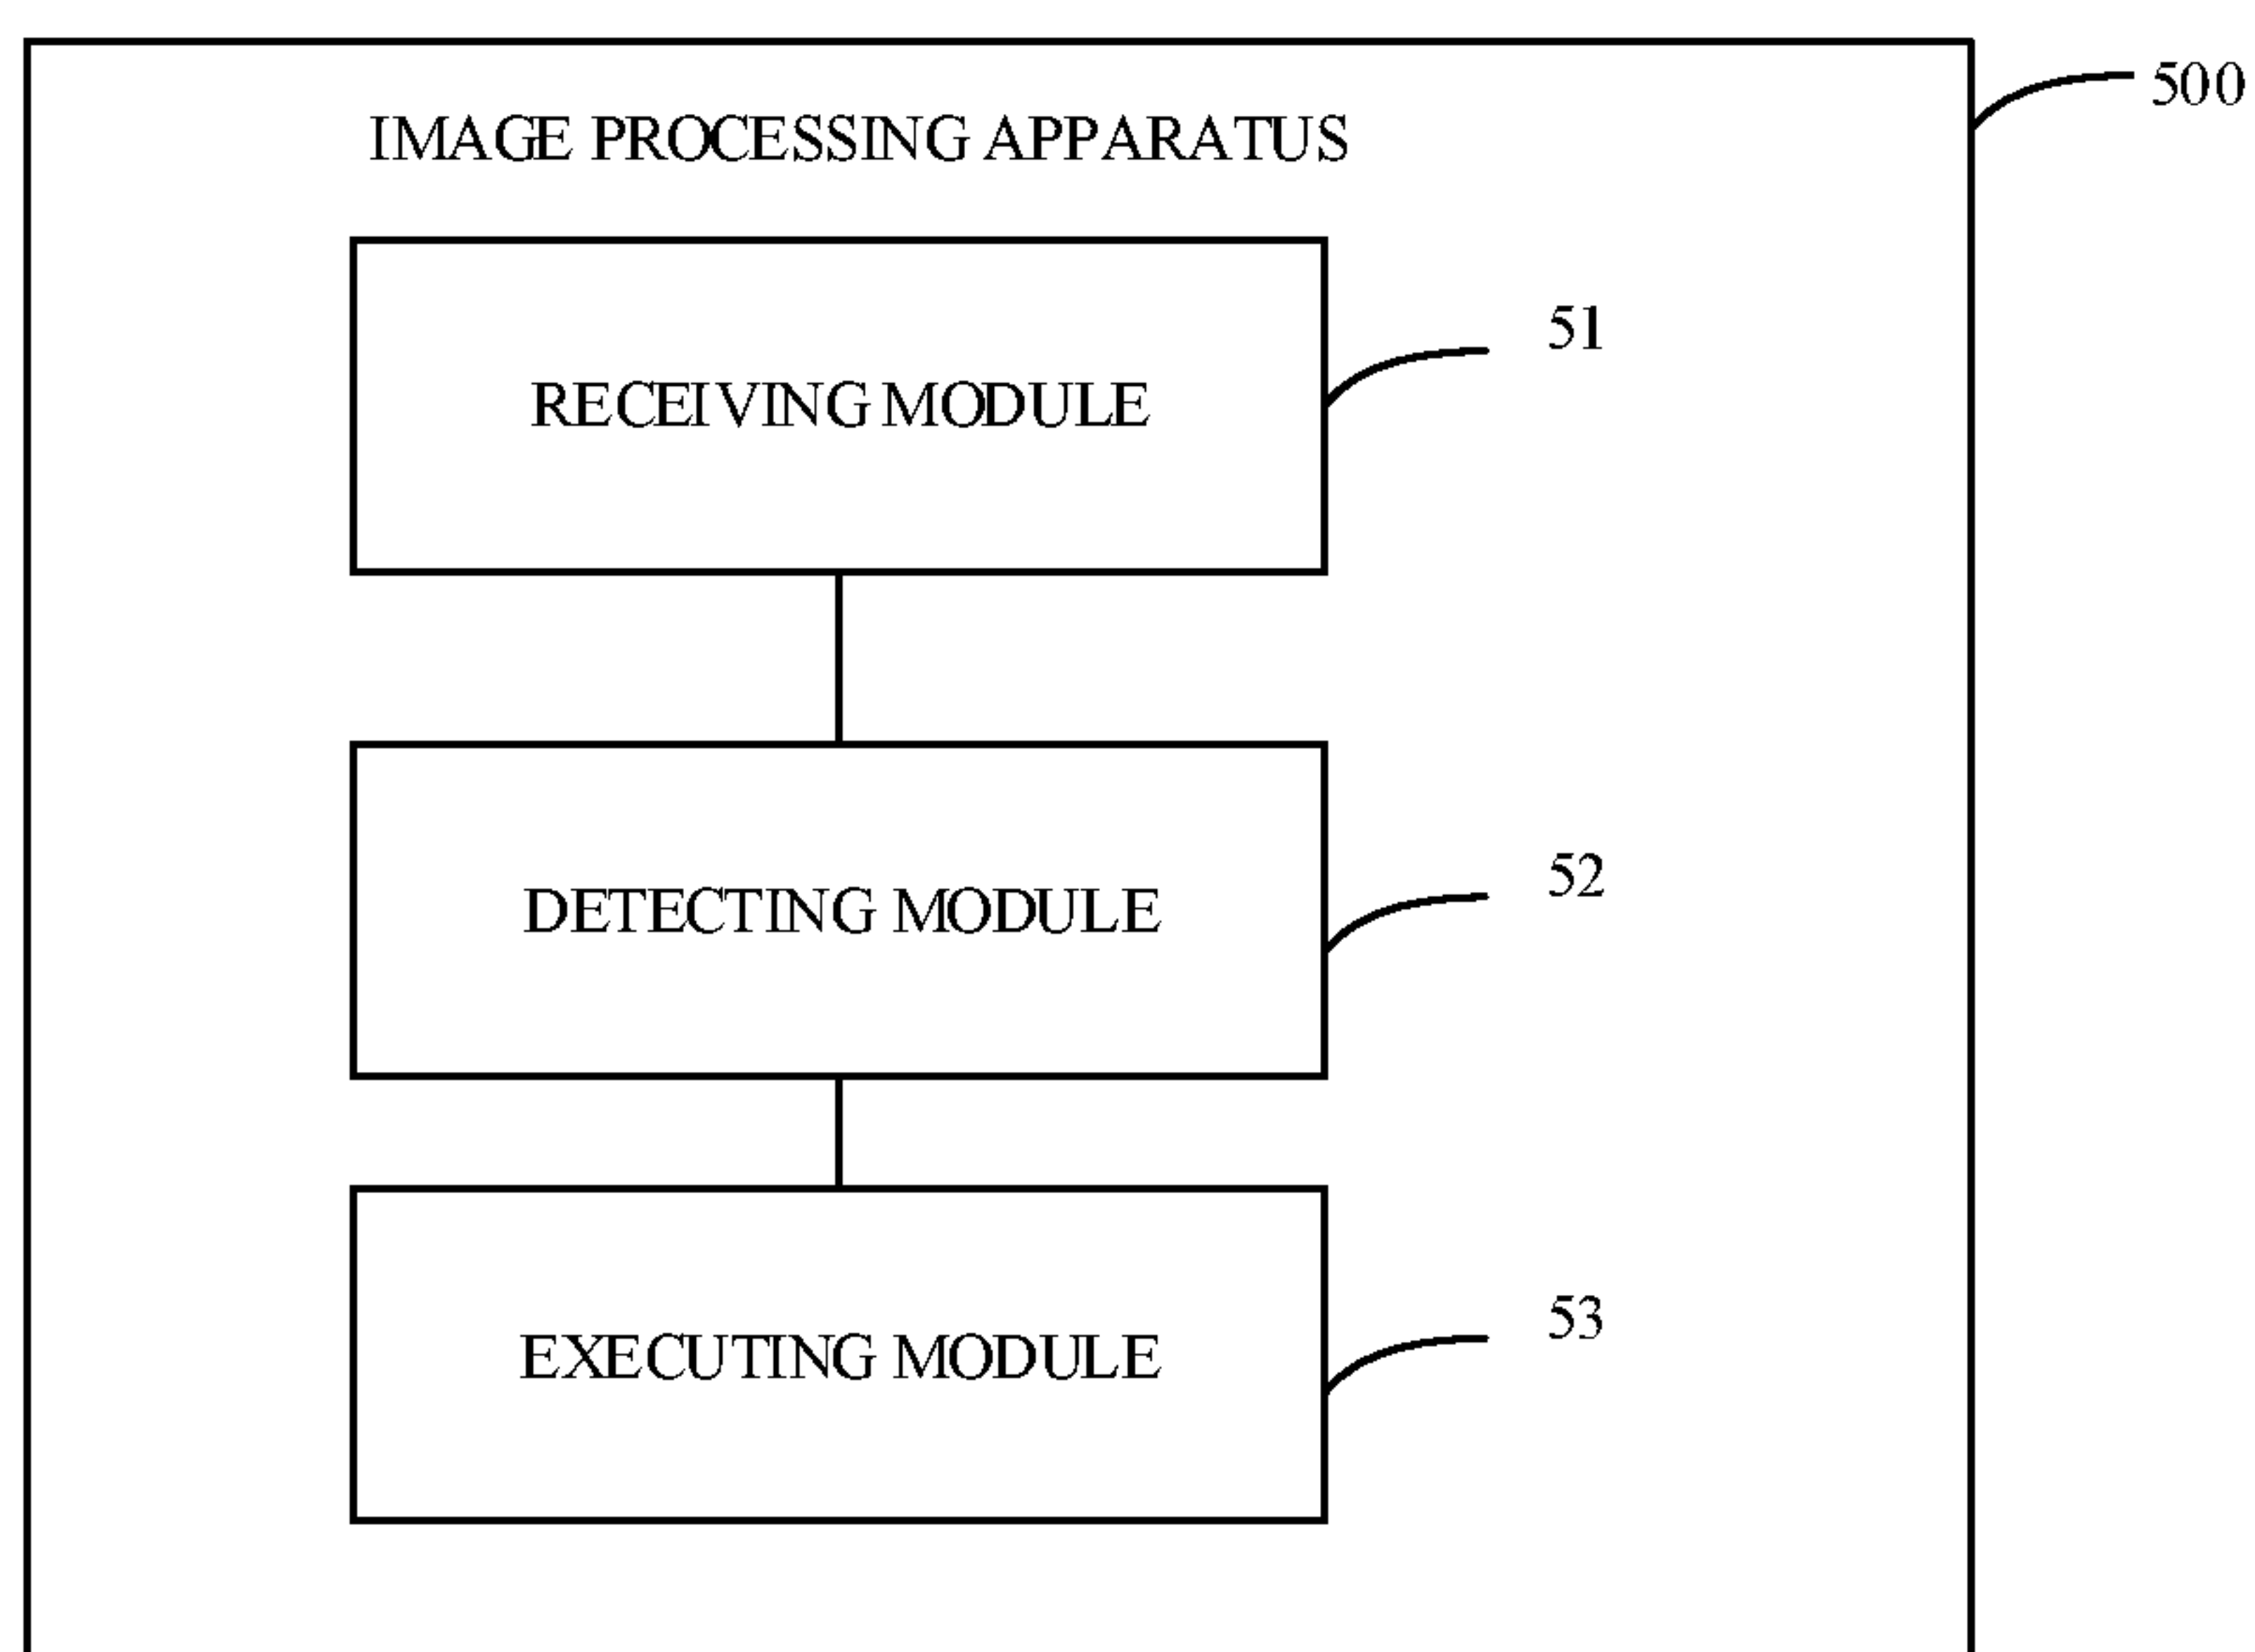 500
IMAGE PROCESSING APPARATUS
51
RECEIVING MODULE
52
DETECTING MODULE
53
EXECUTING MODULE